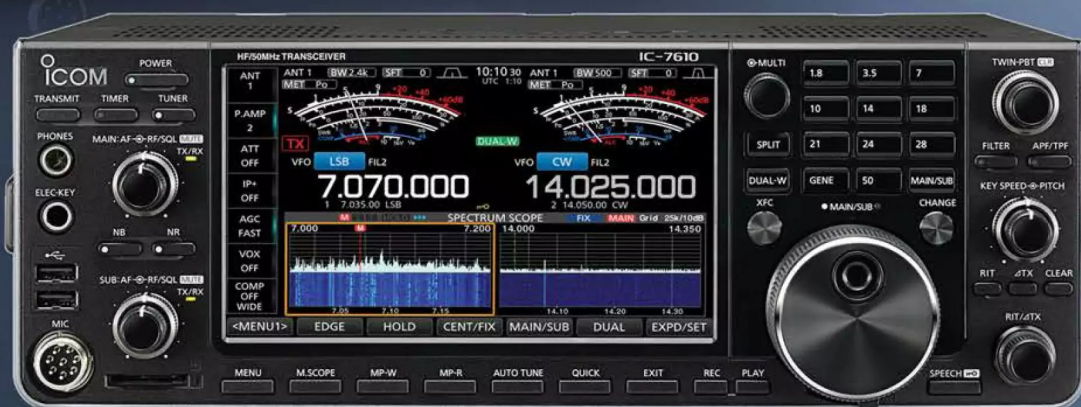 ICOM
POWER
TRANSMIT TIMER TUNER
PHONES
MAIN:AF-RF/SQL MUTE
TX/RX
ELEC-KEY
NB NR
SUB:AF-RF/SQL MUTE
TX/RX
MIC
HF/50MHz TRANSCEIVER IC-7610
ANT
1
P.AMP
2
ATT
OFF
IP+
OFF
AGC
FAST
VOX
OFF
COMP
OFF
WIDE
ANT 1 BW 2.4k SFT 0
MET Po
10:10 30
UTC 1:10
ANT 1 BW 500 SFT 0
MET Po
S 9 +20 +40 +60dB
TX
DUAL-W
VFO LSB FIL2
7.070.000
1 7.035.00 LSB
VFO CW FIL2
14.025.000
2 14.050.00 CW
SPECTRUM SCOPE FIX MAIN Grid 25k/10dB
7.000 M 7.200 14.000 14.350
7.05 7.10 7.15 14.10 14.20 14.30
<MENU1> EDGE HOLD CENT/FIX MAIN/SUB DUAL EXPD/SET
MENU M.SCOPE MP-W MP-R AUTO TUNE QUICK EXIT REC PLAY
MULTI
1.8 3.5 7
10 14 18
SPLIT 21 24 28
DUAL-W GENE 50 MAIN/SUB
XFC MAIN/SUB CHANGE
SPEECH
TWIN-PBT CLR
FILTER APF/TPF
KEY SPEED-PITCH
RIT ⊿TX CLEAR
RIT/⊿TX